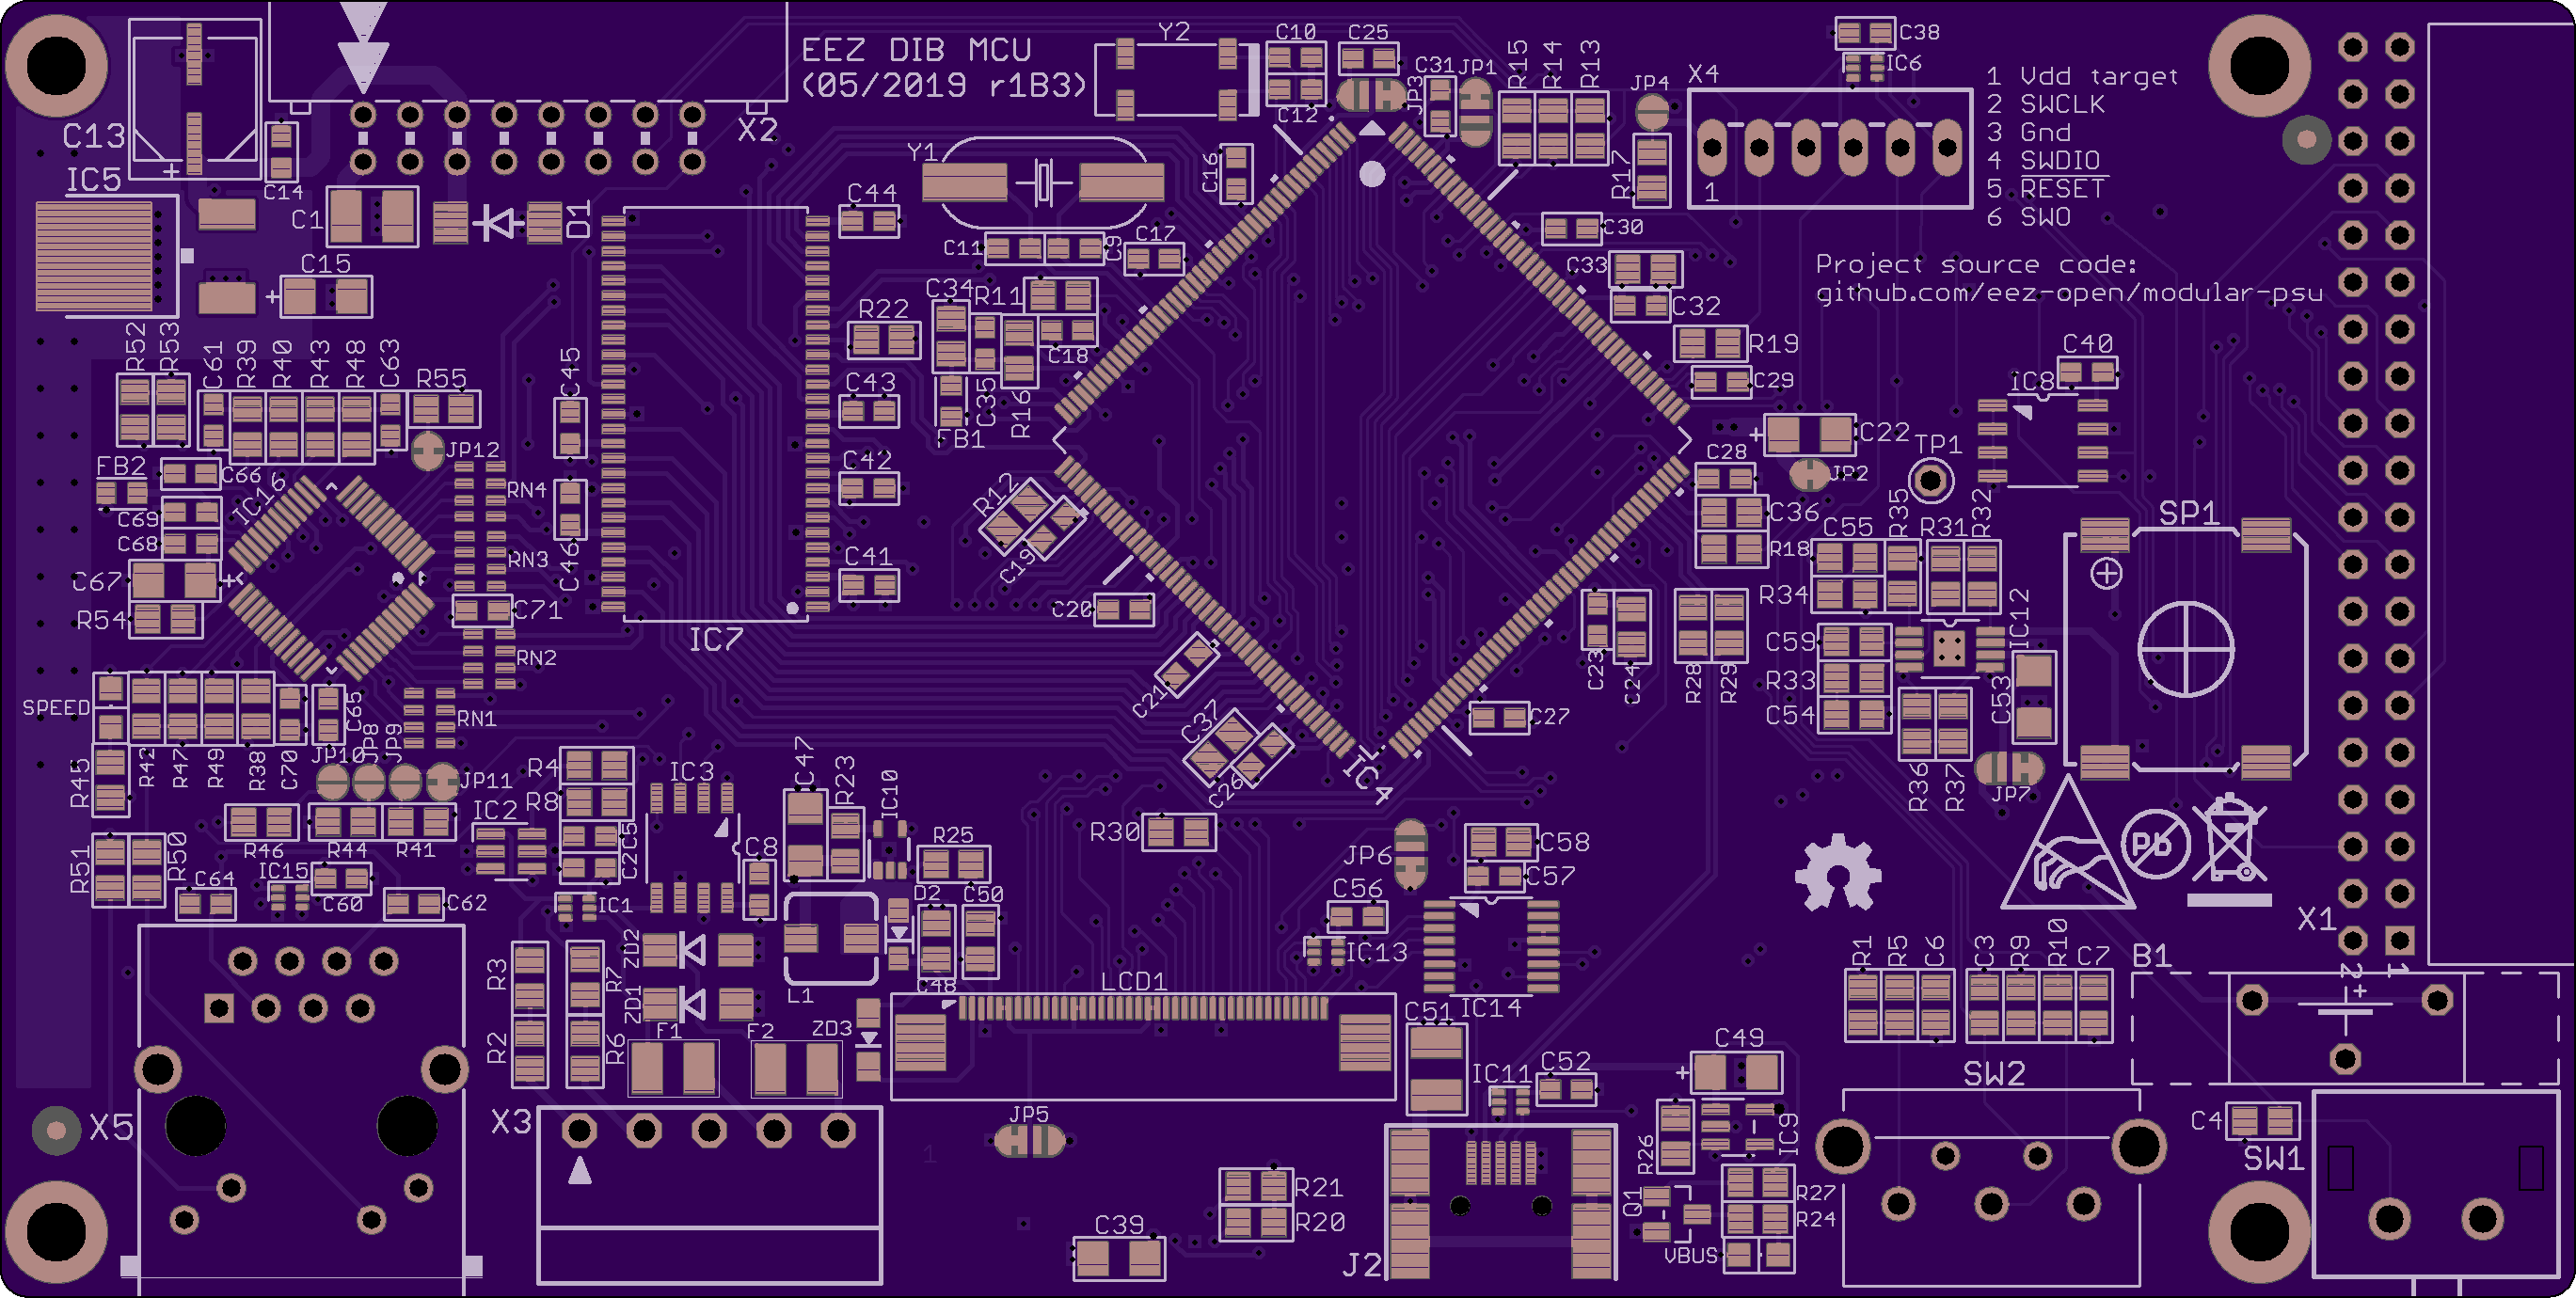 EEZ DIB MCU
(05/2019 r1B3)
Y2
C10
C25
C31
JP1
JP3
R15
R14
R13
C38
IC6
JP4
X4
1 Vdd target
2 SWCLK
3 Gnd
4 SWDIO
5 RESET
6 SWO
1
C13
+
IC5
C14
X2
C12
Y1
C16
R17
C1
D1
C44
C11
C9
C17
C30
C15
+
C33
C32
Project source code:
github.com/eez-open/modular-psu
C34
R11
R22
C18
R19
C29
R52
R53
C61
R39
R40
R43
R48
C63
R55
C45
C43
C35
R16
FB1
C40
IC8
JP12
C22
+
TP1
FB2
C66
IC16
RN4
C42
R12
C28
JP2
C69
C68
RN3
C46
C41
C19
C36
R18
C55
R35
R31
R32
SP1
C67
+
R54
C71
C20
R34
IC12
IC7
RN2
C21
C23
C24
R28
R29
C59
R33
C54
C53
SPEED
C65
RN1
C37
C27
R45
R42
R47
R49
R38
C70
JP10
JP8
JP9
JP11
R4
R8
IC3
C47
R23
IC10
C26
IC4
R36
R37
JP7
IC2
R46
R44
R41
C5
C2
C8
R25
R30
JP6
C58
C57
Pb
R51
R50
IC15
C64
C60
C62
IC1
D2
C50
C56
X1
R3
R7
ZD2
C48
IC13
R1
R5
C6
C3
R9
R10
C7
B1
2
1
+
L1
LCD1
IC14
ZD1
R2
R6
F1
F2
ZD3
C51
C49
+
IC11
C52
SW2
X5
X3
JP5
1
R26
IC9
C4
SW1
R21
R20
Q1
R27
R24
C39
J2
VBUS